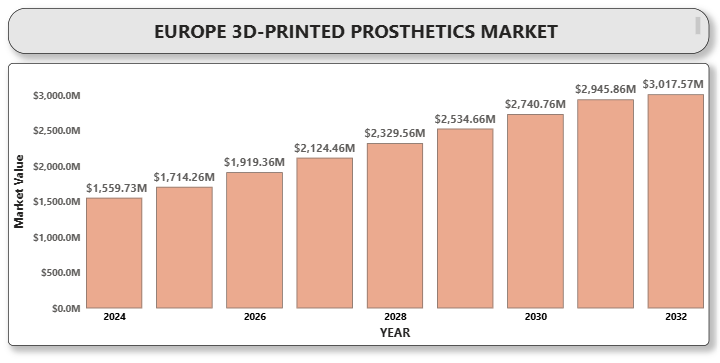 EUROPE 3D-PRINTED PROSTHETICS MARKET
Market Value
$3,000.0M
$2,500.0M
$2,000.0M
$1,500.0M
$1,000.0M
$500.0M
$0.0M
$1,559.73M
$1,714.26M
$1,919.36M
$2,124.46M
$2,329.56M
$2,534.66M
$2,740.76M
$2,945.86M
$3,017.57M
2024
2026
2028
2030
2032
YEAR